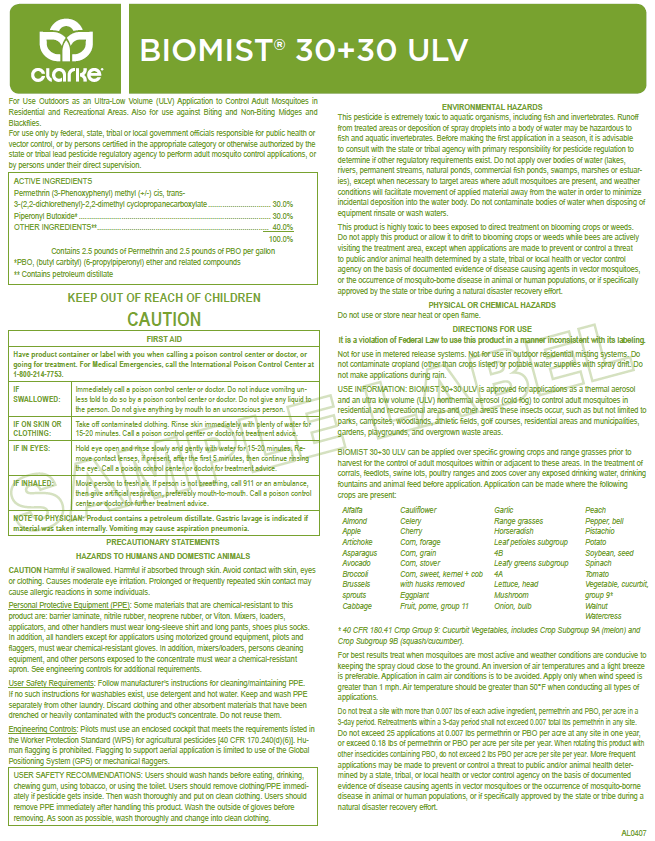 clarke®
BIOMIST® 30+30 ULV
For Use Outdoors as an Ultra-Low Volume (ULV) Application to Control Adult Mosquitoes in
Residential and Recreational Areas. Also for use against Biting and Non-Biting Midges and
Blackflies.
For use only by federal, state, tribal or local government officials responsible for public health or
vector control, or by persons certified in the appropriate category or otherwise authorized by the
state or tribal lead pesticide regulatory agency to perform adult mosquito control applications, or
by persons under their direct supervision.
ACTIVE INGREDIENTS
Permethrin (3-Phenoxyphenyl) methyl (+/-) cis, trans-
3-(2,2-dichlorethenyl)-2,2-dimethyl cyclopropanecarboxylate ........ 30.0%
Piperonyl Butoxide† ........ 30.0%
OTHER INGREDIENTS†† ........ 40.0%
100.0%
Contains 2.5 pounds of Permethrin and 2.5 pounds of PBO per gallon
†PBO, (butyl carbityl) (6-propylpiperonyl) ether and related compounds
†† Contains petroleum distillate
KEEP OUT OF REACH OF CHILDREN
CAUTION
FIRST AID
Have product container or label with you when calling a poison control center or doctor, or
going for treatment. For Medical Emergencies, call the International Poison Control Center at
1-800-214-7753.
IF
SWALLOWED:
Immediately call a poison control center or doctor. Do not induce vomiting un-
less told to do so by a poison control center or doctor. Do not give any liquid to
the person. Do not give anything by mouth to an unconscious person.
IF ON SKIN OR
CLOTHING:
Take off contaminated clothing. Rinse skin immediately with plenty of water for
15-20 minutes. Call a poison control center or doctor for treatment advice.
IF IN EYES:
Hold eye open and rinse slowly and gently with water for 15-20 minutes. Re-
move contact lenses, if present, after the first 5 minutes, then continue rinsing
the eye. Call a poison control center or doctor for treatment advice.
IF INHALED:
Move person to fresh air. If person is not breathing, call 911 or an ambulance,
then give artificial respiration, preferably mouth-to-mouth. Call a poison control
center or doctor for further treatment advice.
NOTE TO PHYSICIAN: Product contains a petroleum distillate. Gastric lavage is indicated if
material was taken internally. Vomiting may cause aspiration pneumonia.
PRECAUTIONARY STATEMENTS
HAZARDS TO HUMANS AND DOMESTIC ANIMALS
CAUTION Harmful if swallowed. Harmful if absorbed through skin. Avoid contact with skin, eyes
or clothing. Causes moderate eye irritation. Prolonged or frequently repeated skin contact may
cause allergic reactions in some individuals.
Personal Protective Equipment (PPE): Some materials that are chemical-resistant to this
product are: barrier laminate, nitrile rubber, neoprene rubber, or Viton. Mixers, loaders,
applicators, and other handlers must wear long-sleeve shirt and long pants, shoes plus socks.
In addition, all handlers except for applicators using motorized ground equipment, pilots and
flaggers, must wear chemical-resistant gloves. In addition, mixers/loaders, persons cleaning
equipment, and other persons exposed to the concentrate must wear a chemical-resistant
apron. See engineering controls for additional requirements.
User Safety Requirements: Follow manufacturer's instructions for cleaning/maintaining PPE.
If no such instructions for washables exist, use detergent and hot water. Keep and wash PPE
separately from other laundry. Discard clothing and other absorbent materials that have been
drenched or heavily contaminated with the product's concentrate. Do not reuse them.
Engineering Controls: Pilots must use an enclosed cockpit that meets the requirements listed in
the Worker Protection Standard (WPS) for agricultural pesticides [40 CFR 170.240(d)(6)]. Hu-
man flagging is prohibited. Flagging to support aerial application is limited to use of the Global
Positioning System (GPS) or mechanical flaggers.
USER SAFETY RECOMMENDATIONS: Users should wash hands before eating, drinking,
chewing gum, using tobacco, or using the toilet. Users should remove clothing/PPE immedi-
ately if pesticide gets inside. Then wash thoroughly and put on clean clothing. Users should
remove PPE immediately after handling this product. Wash the outside of gloves before
removing. As soon as possible, wash thoroughly and change into clean clothing.
ENVIRONMENTAL HAZARDS
This pesticide is extremely toxic to aquatic organisms, including fish and invertebrates. Runoff
from treated areas or deposition of spray droplets into a body of water may be hazardous to
fish and aquatic invertebrates. Before making the first application in a season, it is advisable
to consult with the state or tribal agency with primary responsibility for pesticide regulation to
determine if other regulatory requirements exist. Do not apply over bodies of water (lakes,
rivers, permanent streams, natural ponds, commercial fish ponds, swamps, marshes or estuar-
ies), except when necessary to target areas where adult mosquitoes are present, and weather
conditions will facilitate movement of applied material away from the water in order to minimize
incidental deposition into the water body. Do not contaminate bodies of water when disposing of
equipment rinsate or wash waters.
This product is highly toxic to bees exposed to direct treatment on blooming crops or weeds.
Do not apply this product or allow it to drift to blooming crops or weeds while bees are actively
visiting the treatment area, except when applications are made to prevent or control a threat
to public and/or animal health determined by a state, tribal or local health or vector control
agency on the basis of documented evidence of disease causing agents in vector mosquitoes,
or the occurrence of mosquito-borne disease in animal or human populations, or if specifically
approved by the state or tribe during a natural disaster recovery effort.
PHYSICAL OR CHEMICAL HAZARDS
Do not use or store near heat or open flame.
DIRECTIONS FOR USE
It is a violation of Federal Law to use this product in a manner inconsistent with its labeling.
Not for use in metered release systems. Not for use in outdoor residential misting systems. Do
not contaminate cropland (other than crops listed) or potable water supplies with spray drift. Do
not make applications during rain.
USE INFORMATION: BIOMIST 30+30 ULV is approved for applications as a thermal aerosol
and an ultra low volume (ULV) nonthermal aerosol (cold fog) to control adult mosquitoes in
residential and recreational areas and other areas these insects occur, such as but not limited to
parks, campsites, woodlands, athletic fields, golf courses, residential areas and municipalities,
gardens, playgrounds, and overgrown waste areas.
BIOMIST 30+30 ULV can be applied over specific growing crops and range grasses prior to
harvest for the control of adult mosquitoes within or adjacent to these areas. In the treatment of
corrals, feedlots, swine lots, poultry ranges and zoos cover any exposed drinking water, drinking
fountains and animal feed before application. Application can be made where the following
crops are present:
Alfalfa
Almond
Apple
Artichoke
Asparagus
Avocado
Broccoli
Brussels
sprouts
Cabbage
Cauliflower
Celery
Cherry
Corn, forage
Corn, grain
Corn, stover
Corn, sweet, kernel + cob
with husks removed
Eggplant
Fruit, pome, group 11
Garlic
Range grasses
Horseradish
Leaf petioles subgroup
4B
Leafy greens subgroup
4A
Lettuce, head
Mushroom
Onion, bulb
Peach
Pepper, bell
Pistachio
Potato
Soybean, seed
Spinach
Tomato
Vegetable, cucurbit,
group 9†
Walnut
Watercress
† 40 CFR 180.41 Crop Group 9: Cucurbit Vegetables, includes Crop Subgroup 9A (melon) and
Crop Subgroup 9B (squash/cucumber).
For best results treat when mosquitoes are most active and weather conditions are conducive to
keeping the spray cloud close to the ground. An inversion of air temperatures and a light breeze
is preferable. Application in calm air conditions is to be avoided. Apply only when wind speed is
greater than 1 mph. Air temperature should be greater than 50°F when conducting all types of
applications.
Do not treat a site with more than 0.007 lbs of each active ingredient, permethrin and PBO, per acre in a
3-day period. Retreatments within a 3-day period shall not exceed 0.007 total lbs permethrin in any site.
Do not exceed 25 applications at 0.007 lbs permethrin or PBO per acre at any site in one year,
or exceed 0.18 lbs of permethrin or PBO per acre per site per year. When rotating this product with
other insecticides containing PBO, do not exceed 2 lbs PBO per acre per site per year. More frequent
applications may be made to prevent or control a threat to public and/or animal health deter-
mined by a state, tribal, or local health or vector control agency on the basis of documented
evidence of disease causing agents in vector mosquitoes or the occurrence of mosquito-borne
disease in animal or human populations, or if specifically approved by the state or tribe during a
natural disaster recovery effort.
AL0407
SAMPLE LABEL